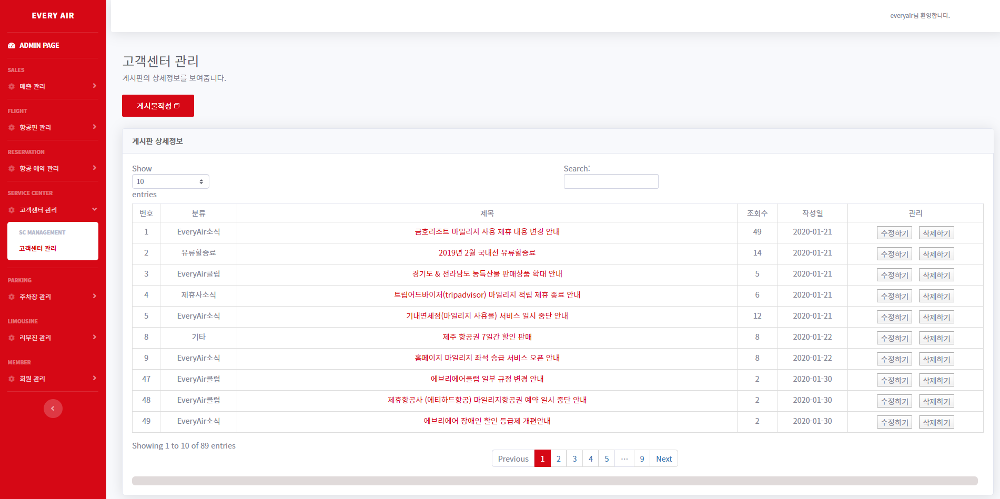 EVERY AIR
everyair님 환영합니다.
ADMIN PAGE
SALES
매출 관리
FLIGHT
항공편 관리
RESERVATION
항공 예약 관리
SERVICE CENTER
고객센터 관리
SC MANAGEMENT
고객센터 관리
PARKING
주차장 관리
LIMOUSINE
리무진 관리
MEMBER
회원 관리
고객센터 관리
게시판의 상세정보를 보여줍니다.
게시물작성
게시판 상세정보
Show
10
entries
Search:
번호 분류 제목 조회수 작성일 관리
1 EveryAir소식 금호리조트 마일리지 사용 제휴 내용 변경 안내 49 2020-01-21 수정하기 삭제하기
2 유류할증료 2019년 2월 국내선 유류할증료 14 2020-01-21 수정하기 삭제하기
3 EveryAir클럽 경기도 & 전라남도 농특산물 판매상품 확대 안내 5 2020-01-21 수정하기 삭제하기
4 제휴사소식 트립어드바이저(tripadvisor) 마일리지 적립 제휴 종료 안내 6 2020-01-21 수정하기 삭제하기
5 EveryAir소식 기내면세점(마일리지 사용몰) 서비스 일시 중단 안내 12 2020-01-21 수정하기 삭제하기
8 기타 제주 항공권 7일간 할인 판매 8 2020-01-22 수정하기 삭제하기
9 EveryAir소식 홈페이지 마일리지 좌석 승급 서비스 오픈 안내 8 2020-01-22 수정하기 삭제하기
47 EveryAir클럽 에브리에어클럽 일부 규정 변경 안내 2 2020-01-30 수정하기 삭제하기
48 EveryAir클럽 제휴항공사 (에티하드항공) 마일리지항공권 예약 일시 중단 안내 2 2020-01-30 수정하기 삭제하기
49 EveryAir소식 에브리에어 장애인 할인 등급제 개편안내 2 2020-01-30 수정하기 삭제하기
Showing 1 to 10 of 89 entries
Previous 1 2 3 4 5 … 9 Next